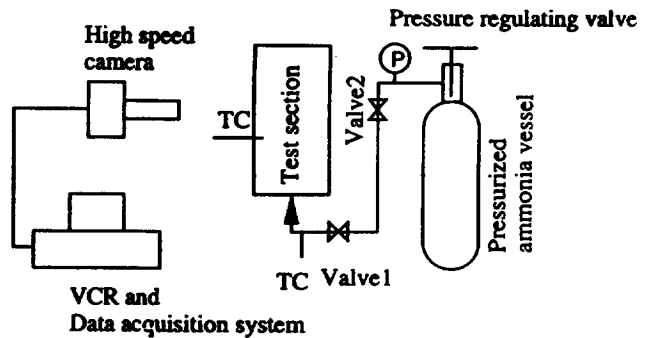 Pressure regulating valve
High speed
camera
P
TC
Test section
Valve2
Pressurized
ammonia vessel
TC
Valve1
VCR and
Data acquisition system